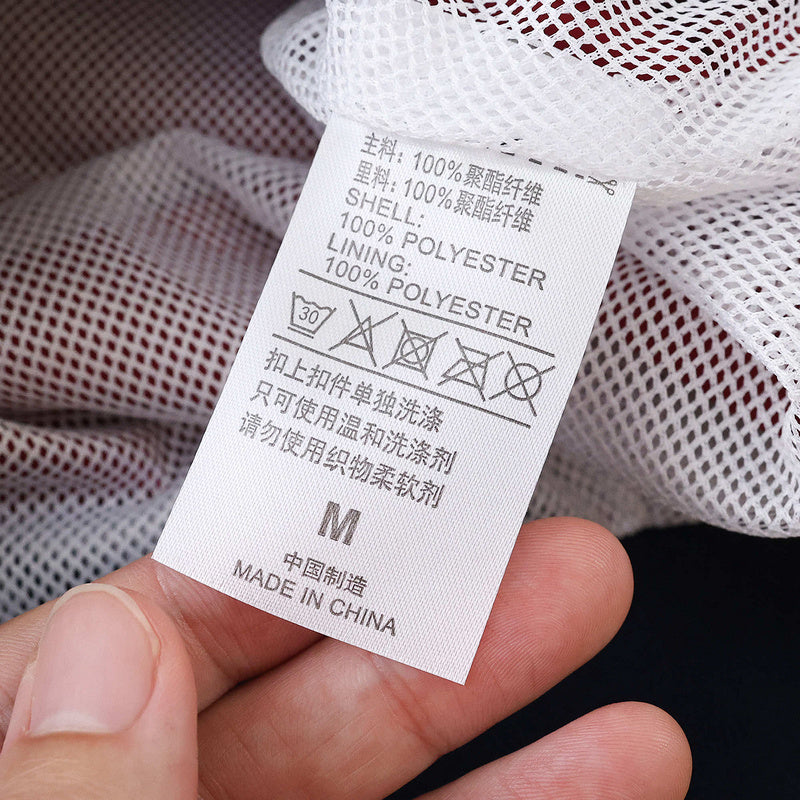 主料：100%聚酯纤维
里料：100%聚酯纤维
SHELL:
100% POLYESTER
LINING:
100% POLYESTER
30
扣上扣件单独洗涤
只可使用温和洗涤剂
请勿使用织物柔软剂
M
中国制造
MADE IN CHINA